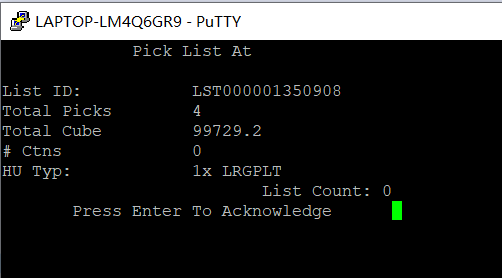 LAPTOP-LM4Q6GR9 - PuTTY
Pick List At
List ID: LST000001350908
Total Picks 4
Total Cube 99729.2
# Ctns 0
HU Typ: 1x LRGPLT
List Count: 0
Press Enter To Acknowledge